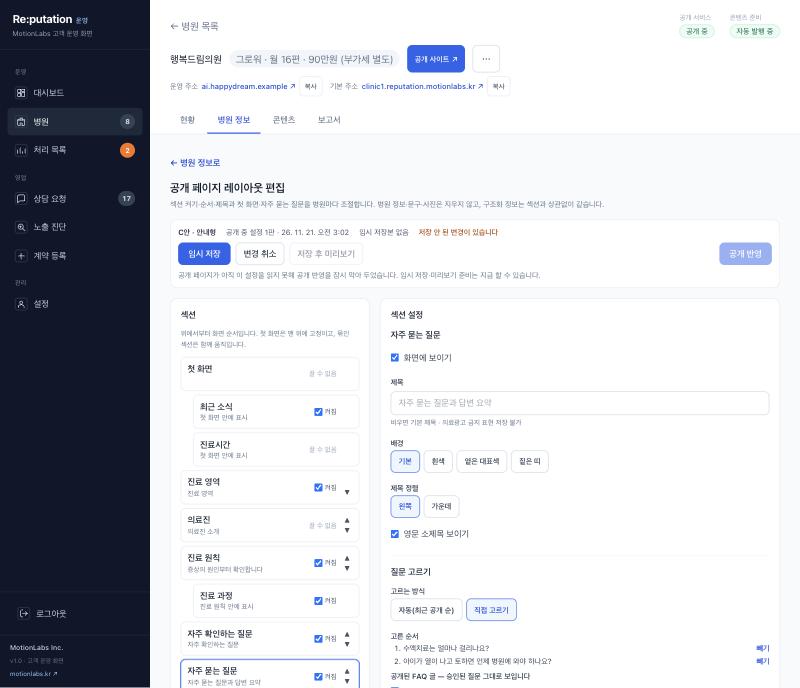 Re:putation 운영
MotionLabs 고객 운영 화면
운영
대시보드
병원 8
처리 목록 2
영업
상담 요청 17
노출 진단
계약 등록
관리
설정
로그아웃
MotionLabs Inc.
v1.0 · 고객 운영 화면
motionlabs.kr ↗
← 병원 목록
공개 서비스
공개 중
콘텐츠 준비
자동 발행 중
행복드림의원 그로워 · 월 16편 · 90만원 (부가세 별도) 공개 사이트 ↗ ···
운영 주소 ai.happydream.example ↗ 복사 기본 주소 clinic1.reputation.motionlabs.kr ↗ 복사
현황 병원 정보 콘텐츠 보고서
← 병원 정보로
공개 페이지 레이아웃 편집
섹션 켜기·순서·제목과 첫 화면·자주 묻는 질문을 병원마다 조절합니다. 병원 정보·문구·사진은 지우지 않고, 구조화 정보는 섹션과 상관없이 같습니다.
C안 · 안내형 공개 중 설정 1판 · 26. 11. 21. 오전 3:02 임시 저장본 없음 저장 안 된 변경이 있습니다
임시 저장 변경 취소 저장 후 미리보기 공개 반영
공개 페이지가 아직 이 설정을 읽지 못해 공개 반영을 잠시 막아 두었습니다. 임시 저장·미리보기 준비는 지금 할 수 있습니다.
섹션
위에서부터 화면 순서입니다. 첫 화면은 맨 위에 고정이고, 묶인
섹션은 함께 움직입니다.
첫 화면 끌 수 없음
최근 소식
첫 화면 안에 표시
켜짐
진료시간
첫 화면 안에 표시
끌 수 없음
진료 영역
진료 영역
켜짐
▼
의료진
의료진 소개
끌 수 없음
▲
▼
진료 원칙
증상의 원인부터 확인합니다
켜짐
▲
▼
진료 과정
진료 원칙 안에 표시
켜짐
자주 확인하는 질문
자주 확인하는 질문
켜짐
▲
▼
자주 묻는 질문
자주 묻는 질문과 답변 요약
켜짐
▲
▼
섹션 설정
자주 묻는 질문
화면에 보이기
제목
자주 묻는 질문과 답변 요약
비우면 기본 제목 · 의료광고 금지 표현 저장 불가
배경
기본 흰색 옅은 대표색 짙은 띠
제목 정렬
왼쪽 가운데
영문 소제목 보이기
질문 고르기
고르는 방식
자동(최근 공개 순) 직접 고르기
고른 순서
1. 수액치료는 얼마나 걸리나요? 빼기
2. 아이가 열이 나고 토하면 언제 병원에 와야 하나요? 빼기
공개된 FAQ 글 — 승인된 질문 그대로 보입니다